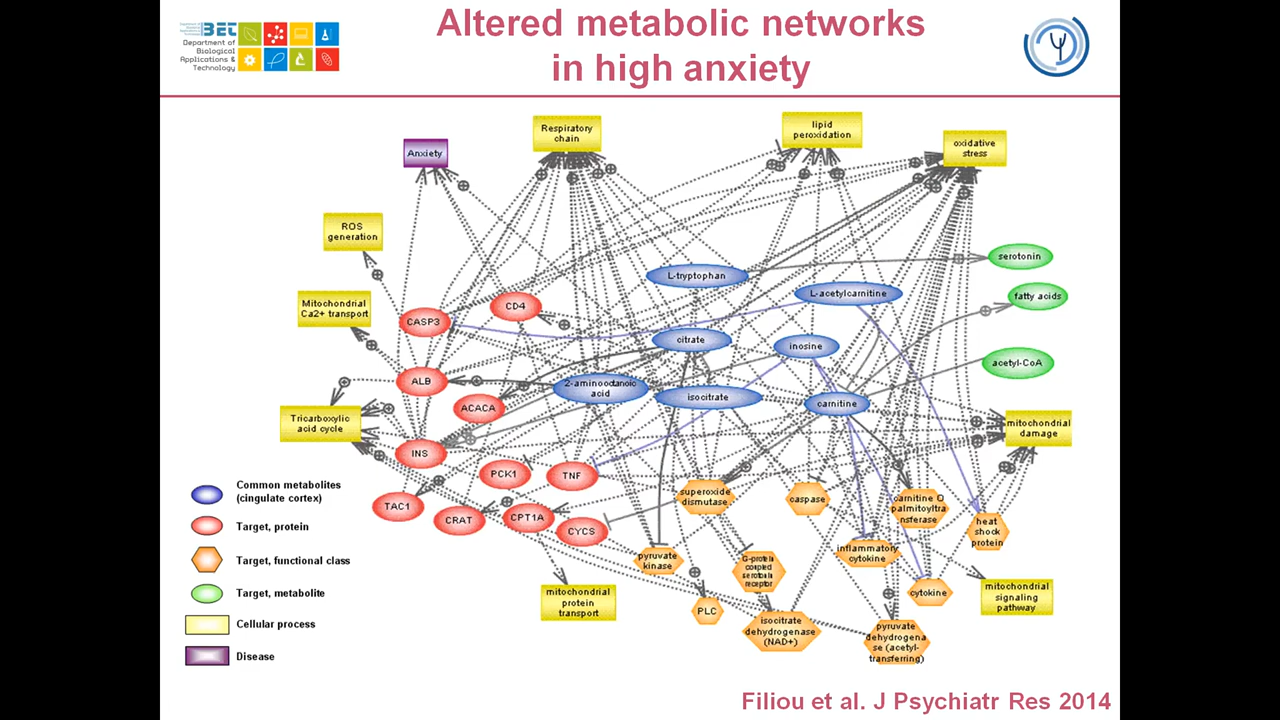 Altered metabolic networks
in high anxiety
BET
Department of
Biological
Applications &
Technology
Respiratory
chain
lipid
peroxidation
oxidative
stress
Anxiety
ROS
generation
Mitochondrial
Ca2+ transport
L-tryptophan
serotonin
L-acetylcarnitine
fatty acids
CD4
CASP3
citrate
inosine
acetyl-CoA
ALB
2-aminooctanoic
acid
isocitrate
carnitine
ACACA
Tricarboxylic
acid cycle
mitochondrial
damage
INS
PCK1
TNF
TAC1
CRAT
CPT1A
CYCS
superoxide
dismutase
caspase
carnitine O
palmitoyltra
nsferase
heat
shock
protein
inflammatory
cytokine
pyruvate
kinase
G-protein
coupled
serotonin
receptor
cytokine
mitochondrial
signaling
pathway
mitochondrial
protein
transport
PLC
isocitrate
dehydrogenase
(NAD+)
pyruvate
dehydrogena
se (acetyl-
transferring)
Common metabolites
(cingulate cortex)
Target, protein
Target, functional class
Target, metabolite
Cellular process
Disease
Filiou et al. J Psychiatr Res 2014